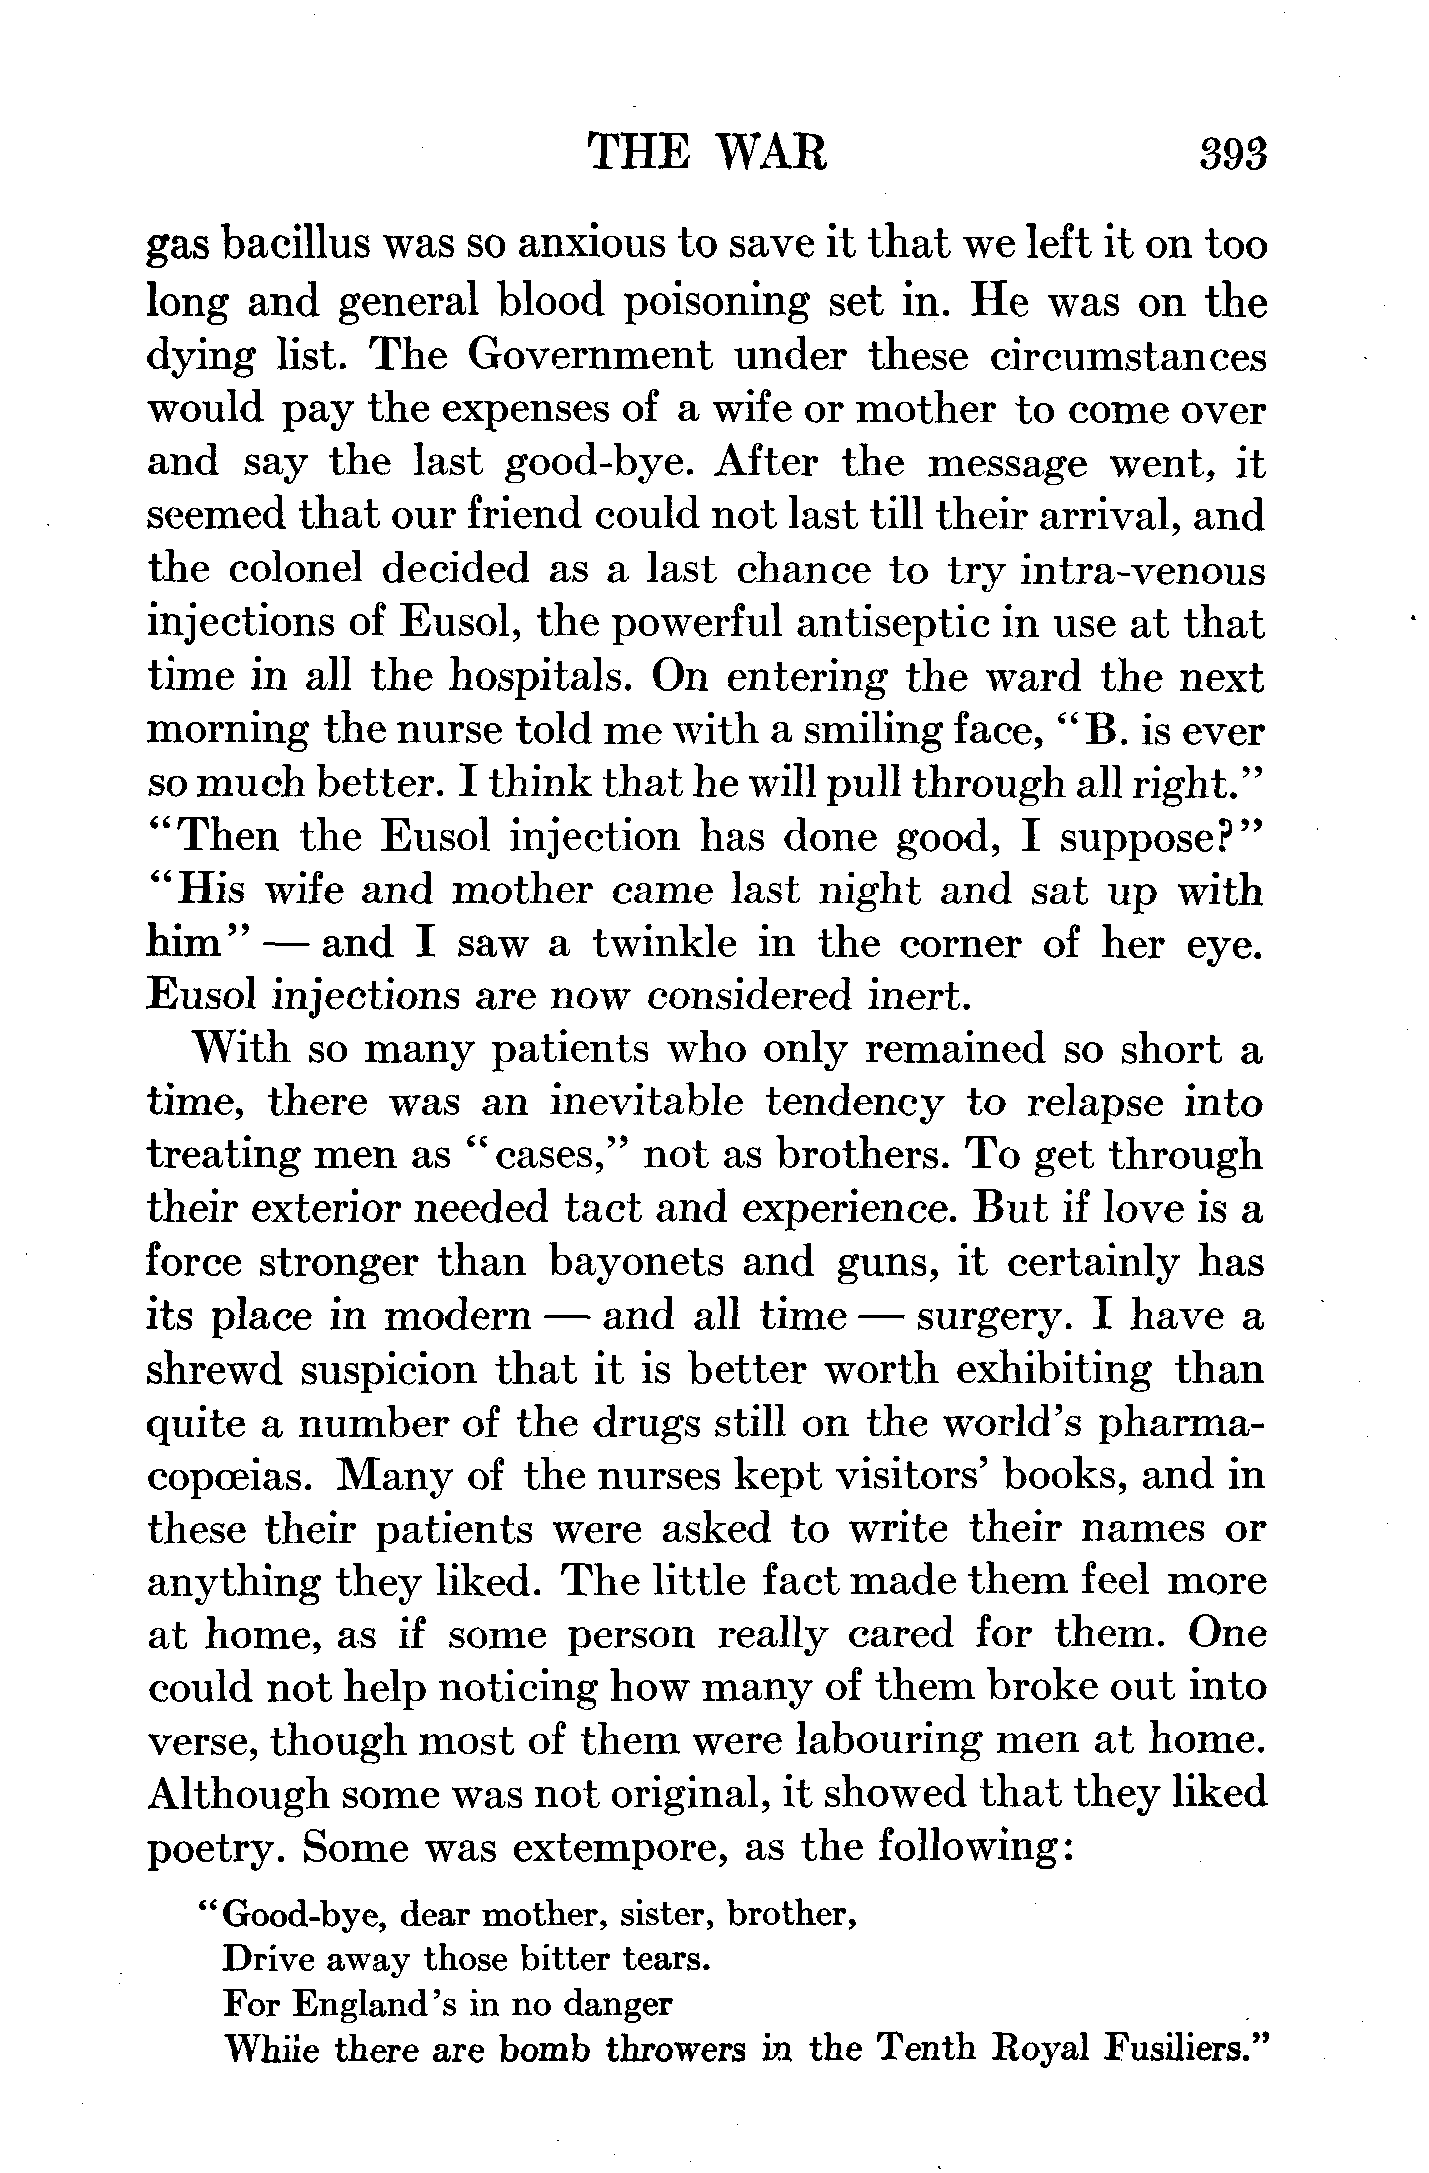 THE WAR 393
gas bacillus was so anxious to save it that we left it on too
long and general blood poisoning set in. He was on the
dying list. The Government under these circumstances
would pay the expenses of a wife or mother to come over
and say the last good-bye. After the message went, it
seemed that our friend could not last till their arrival, and
the colonel decided as a last chance to try intra-venous
injections of Eusol, the powerful antiseptic in use at that
time in all the hospitals. On entering the ward the next
morning the nurse told me with a smiling face, "B. is ever
so much better. I think that he will pull through all right."
"Then the Eusol injection has done good, I suppose?"
"His wife and mother came last night and sat up with
him" — and I saw a twinkle in the corner of her eye.
Eusol injections are now considered inert.
With so many patients who only remained so short a
time, there was an inevitable tendency to relapse into
treating men as "cases," not as brothers. To get through
their exterior needed tact and experience. But if love is a
force stronger than bayonets and guns, it certainly has
its place in modern — and all time — surgery. I have a
shrewd suspicion that it is better worth exhibiting than
quite a number of the drugs still on the world's pharma-
copœias. Many of the nurses kept visitors' books, and in
these their patients were asked to write their names or
anything they liked. The little fact made them feel more
at home, as if some person really cared for them. One
could not help noticing how many of them broke out into
verse, though most of them were labouring men at home.
Although some was not original, it showed that they liked
poetry. Some was extempore, as the following:
"Good-bye, dear mother, sister, brother,
Drive away those bitter tears.
For England's in no danger
While there are bomb throwers in the Tenth Royal Fusiliers."